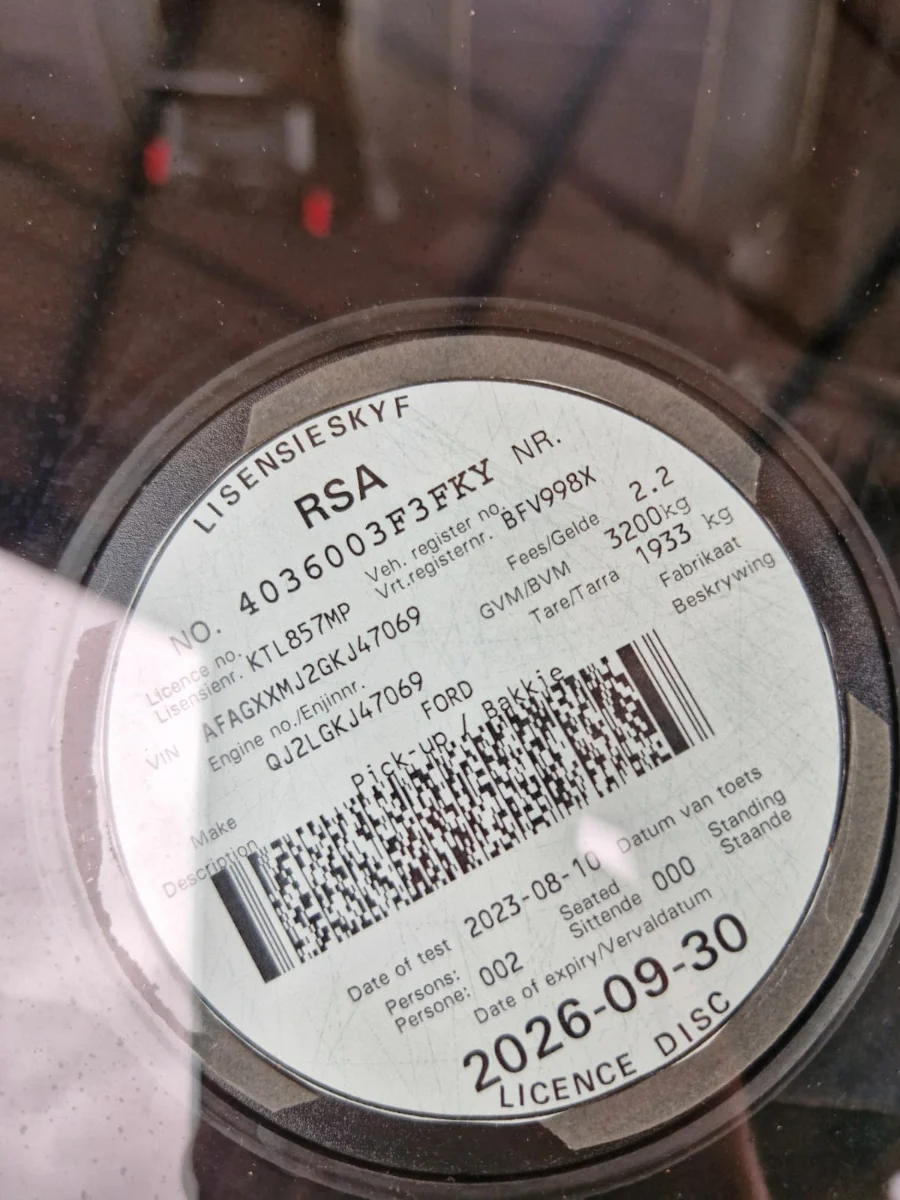 LISENSIESKYF
RSA
NO. 4036003F3FKY NR.
Licence no.
Lisensienr. KTL857MP
Veh. register no.
Vrt.registernr. BFV998X
VIN AFAGXXMJ2GKJ47069
Fees/Gelde 2.2
Engine no./Enjinnr.
QJ2LGKJ47069
GVM/BVM 3200kg
Tare/Tarra 1933 kg
Make FORD Fabrikaat
Description Pick-up / Bakkie Beskrywing
Date of test 2023-08-10 Datum van toets
Persons:
Persone: 002
Seated
Sittende 000
Standing
Staande
Date of expiry/Vervaldatum
2026-09-30
LICENCE DISC